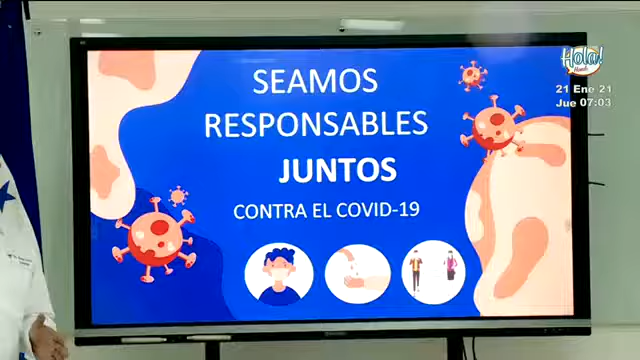 SEAMOS
RESPONSABLES
JUNTOS
CONTRA EL COVID-19
Hola!
21 Ene 21
Jue 07:03